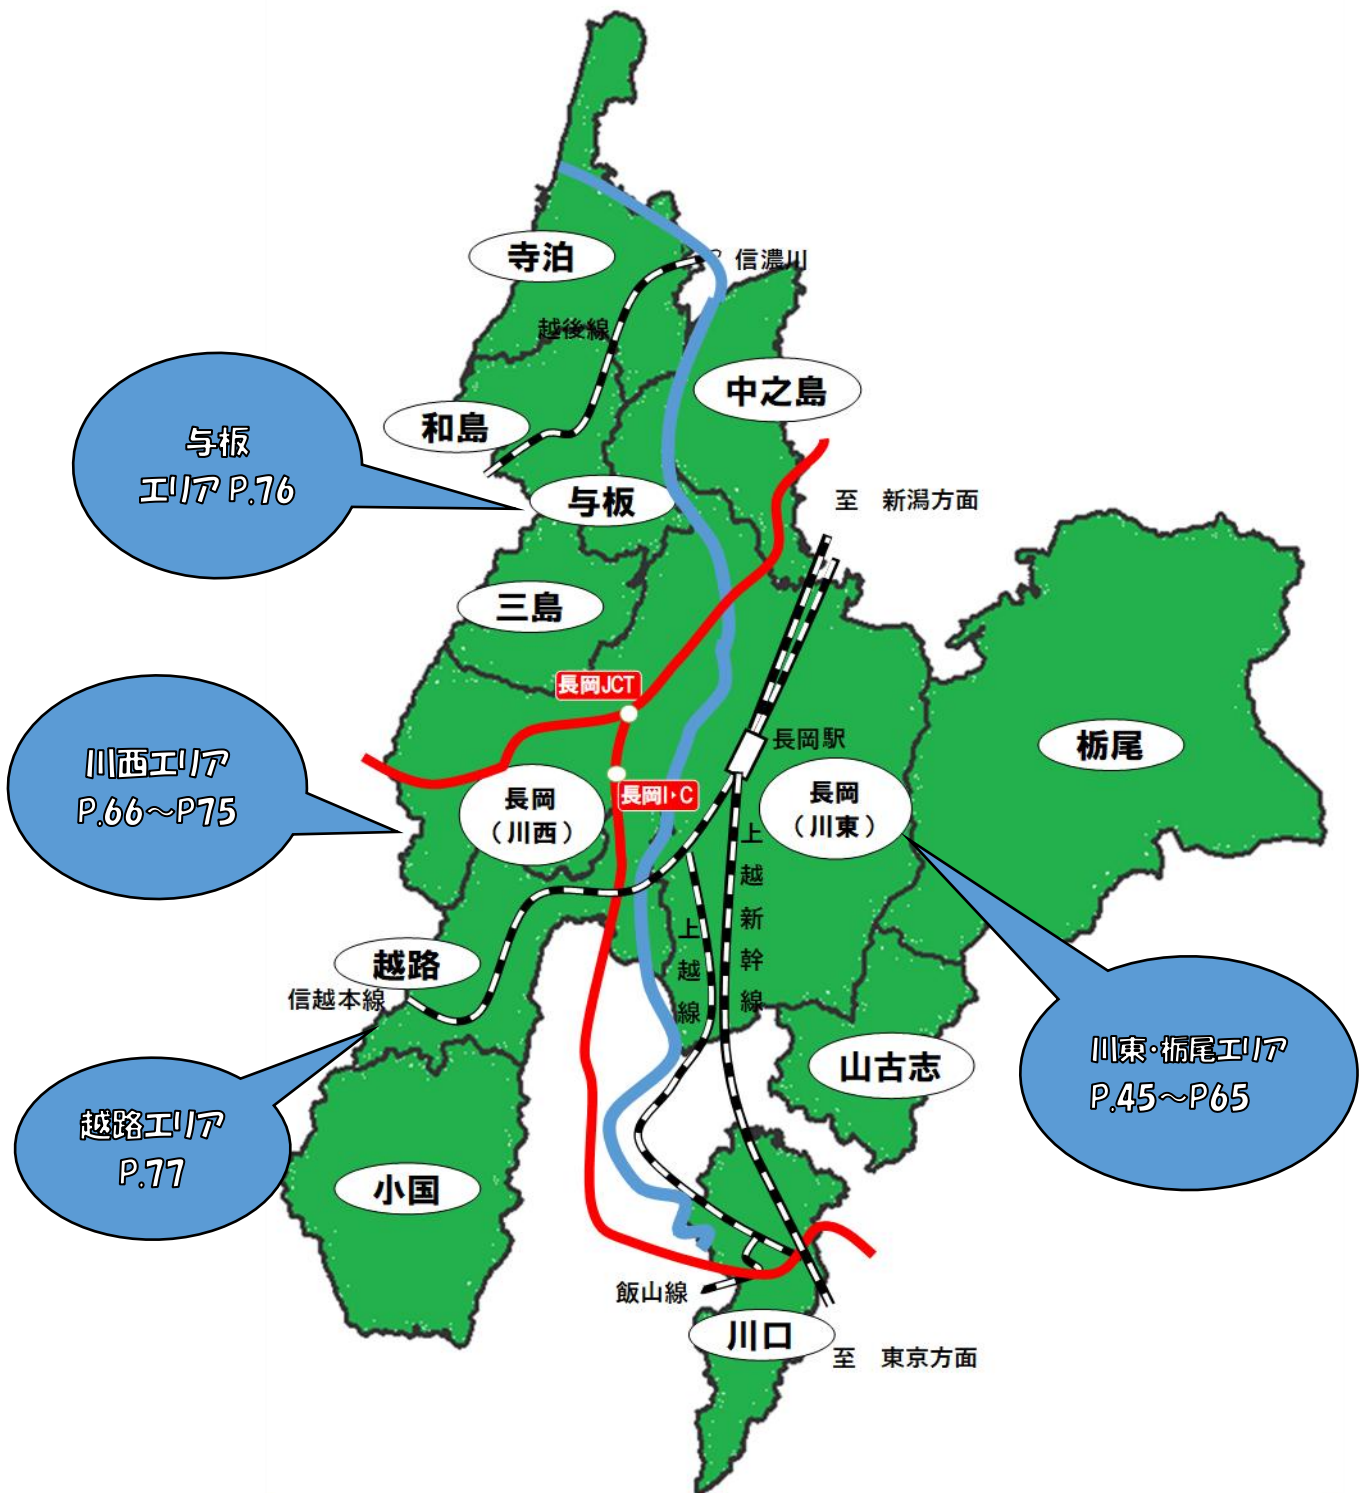 寺泊
信濃川
越後線
中之島
和島
与板
エリア P.76
与板
至 新潟方面
三島
長岡JCT
川西エリア
P.66～P75
長岡駅
栃尾
長岡I・C
長岡
(川西)
長岡
(川東)
上越新幹線
上越線
越路
信越本線
川東・栃尾エリア
P.45～P65
山古志
越路エリア
P.77
小国
飯山線
川口
至 東京方面